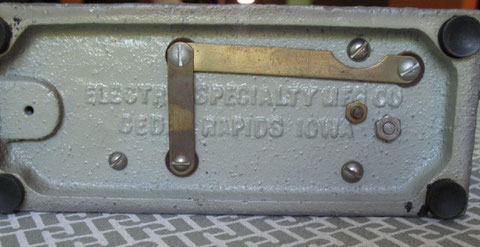 ELECTR SPECIALTY MFG CO
CED RAPIDS IOWA